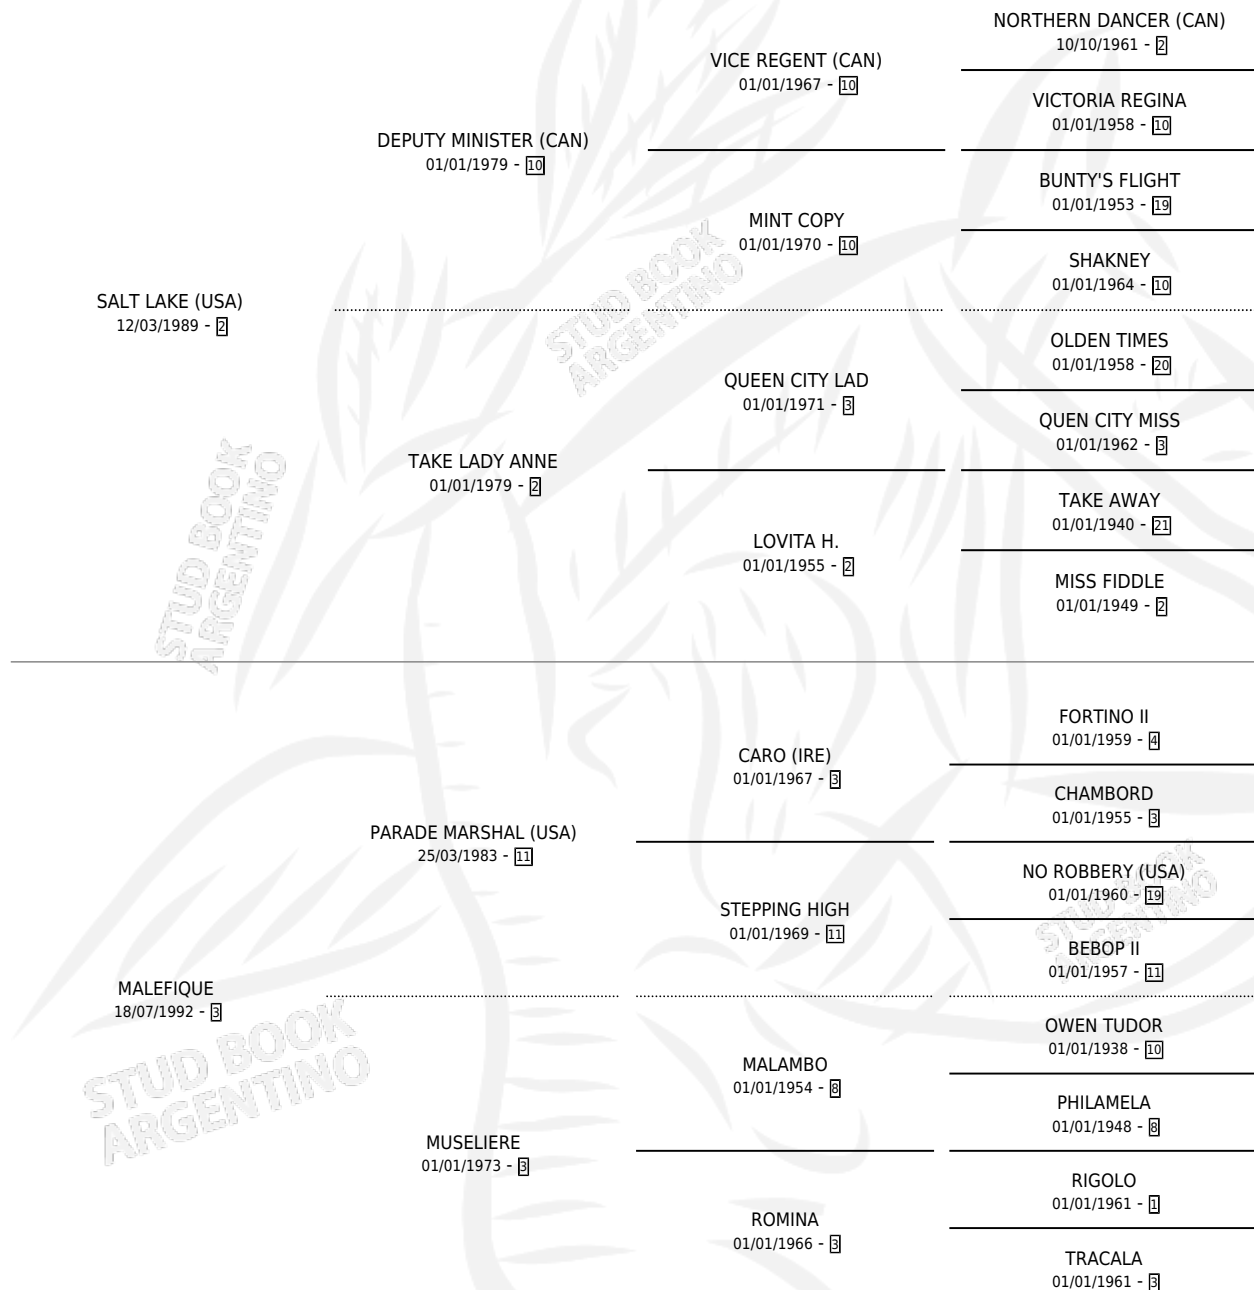 NORTHERN DANCER (CAN)
10/10/1961 - 2
VICE REGENT (CAN)
01/01/1967 - 10
VICTORIA REGINA
01/01/1958 - 10
DEPUTY MINISTER (CAN)
01/01/1979 - 10
BUNTY'S FLIGHT
01/01/1953 - 19
MINT COPY
01/01/1970 - 10
SHAKNEY
01/01/1964 - 10
SALT LAKE (USA)
12/03/1989 - 2
OLDEN TIMES
01/01/1958 - 20
QUEEN CITY LAD
01/01/1971 - 3
QUEN CITY MISS
01/01/1962 - 3
TAKE LADY ANNE
01/01/1979 - 2
TAKE AWAY
01/01/1940 - 21
LOVITA H.
01/01/1955 - 2
MISS FIDDLE
01/01/1949 - 2
FORTINO II
01/01/1959 - 4
CARO (IRE)
01/01/1967 - 3
CHAMBORD
01/01/1955 - 3
PARADE MARSHAL (USA)
25/03/1983 - 11
NO ROBBERY (USA)
01/01/1960 - 19
STEPPING HIGH
01/01/1969 - 11
BEBOP II
01/01/1957 - 11
MALEFIQUE
18/07/1992 - 3
OWEN TUDOR
01/01/1938 - 10
MALAMBO
01/01/1954 - 8
PHILAMELA
01/01/1948 - 8
MUSELIERE
01/01/1973 - 3
RIGOLO
01/01/1961 - 1
ROMINA
01/01/1966 - 3
TRACALA
01/01/1961 - 3
STUD BOOK
ARGENTINO
STUD BOOK
ARGENTINO
STUD BOOK
ARGENTINO
STUD BOOK
ARGENTINO